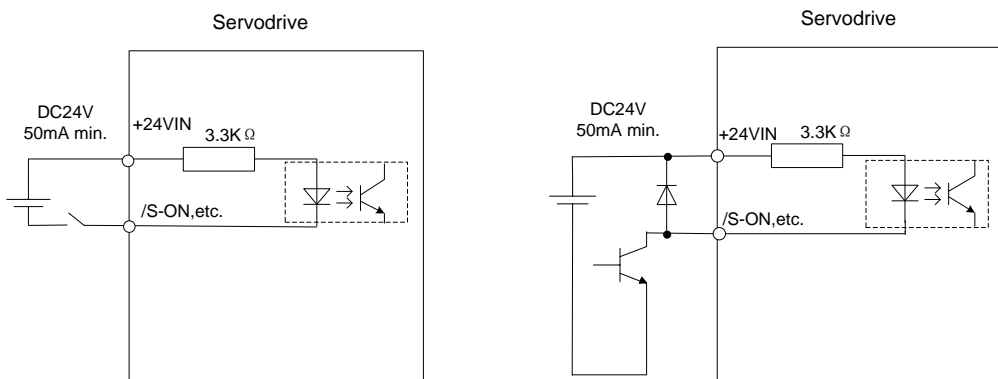 Servodrive
DC24V
50mA min.
+24VIN
3.3KΩ
/S-ON,etc.
Servodrive
DC24V
50mA min.
+24VIN
3.3KΩ
/S-ON,etc.